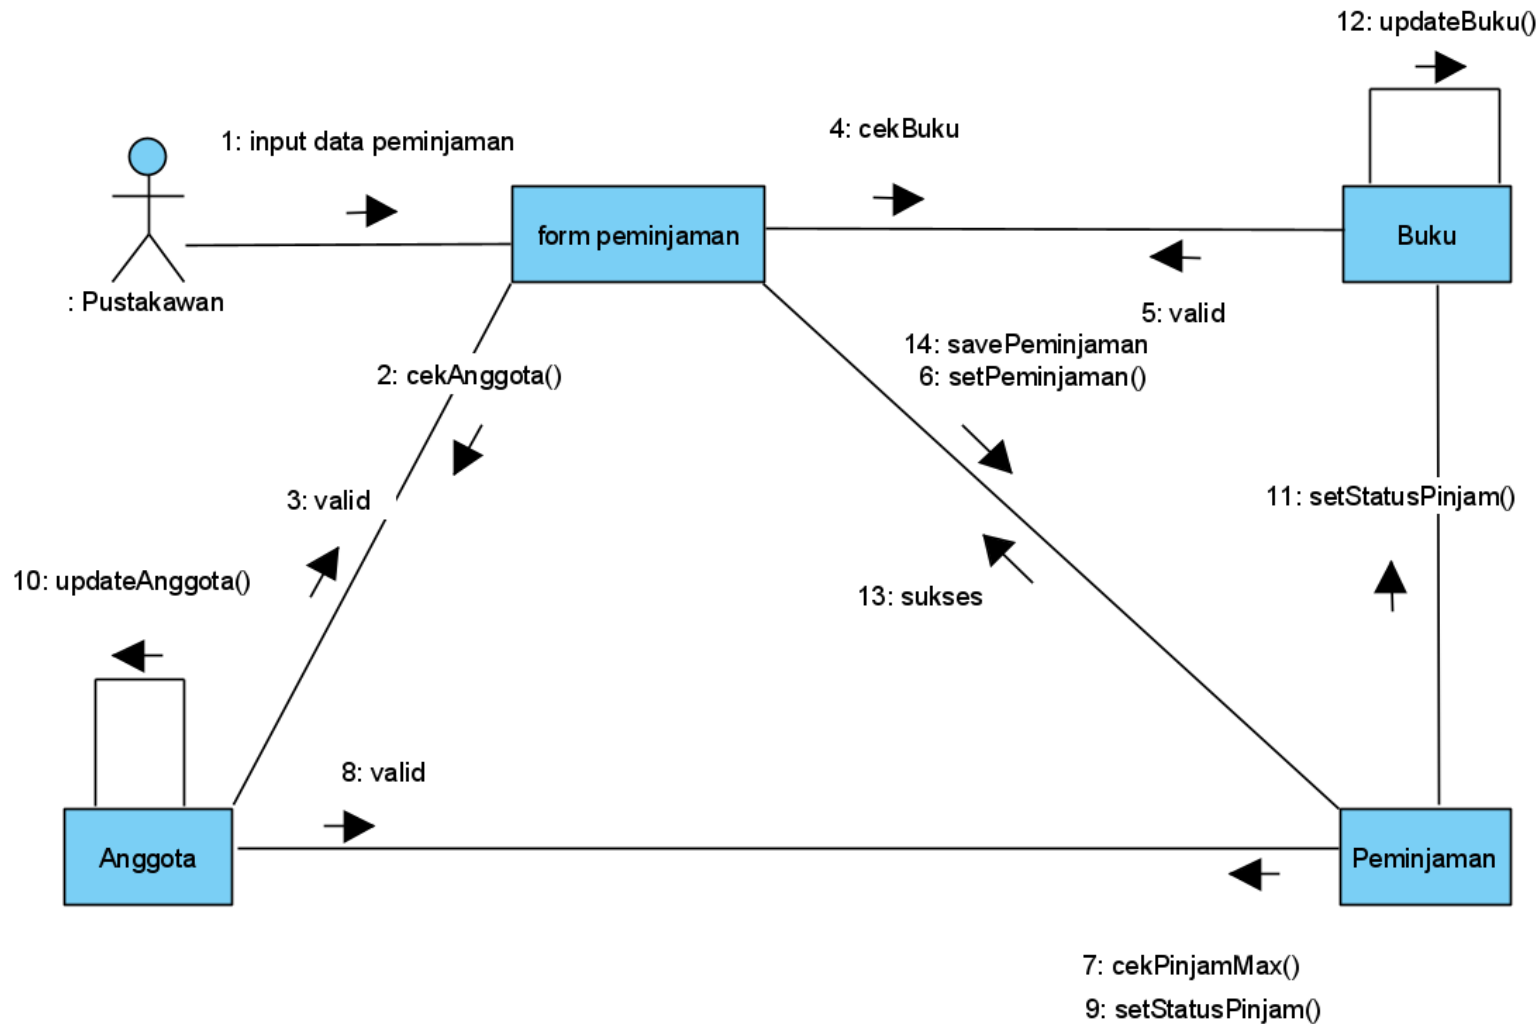 12: updateBuku()
1: input data peminjaman
4: cekBuku
form peminjaman
Buku
: Pustakawan
5: valid
14: savePeminjaman
6: setPeminjaman()
2: cekAnggota()
3: valid
11: setStatusPinjam()
10: updateAnggota()
13: sukses
8: valid
Anggota
Peminjaman
7: cekPinjamMax()
9: setStatusPinjam()